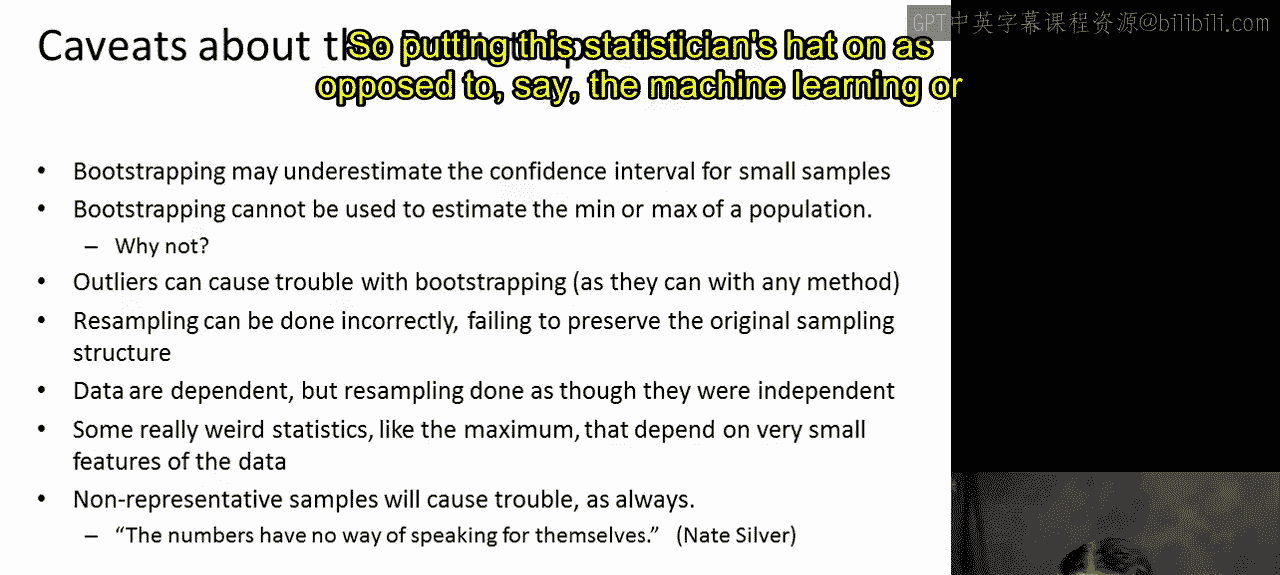 GPT中英字幕课程资源@bilibili.com
So putting this statistician's hat on as
opposed to, say, the machine learning or
Caveats about the
• Bootstrapping may underestimate the confidence interval for small samples
• Bootstrapping cannot be used to estimate the min or max of a population.
– Why not?
• Outliers can cause trouble with bootstrapping (as they can with any method)
• Resampling can be done incorrectly, failing to preserve the original sampling
structure
• Data are dependent, but resampling done as though they were independent
• Some really weird statistics, like the maximum, that depend on very small
features of the data
• Non-representative samples will cause trouble, as always.
– “The numbers have no way of speaking for themselves.” (Nate Silver)